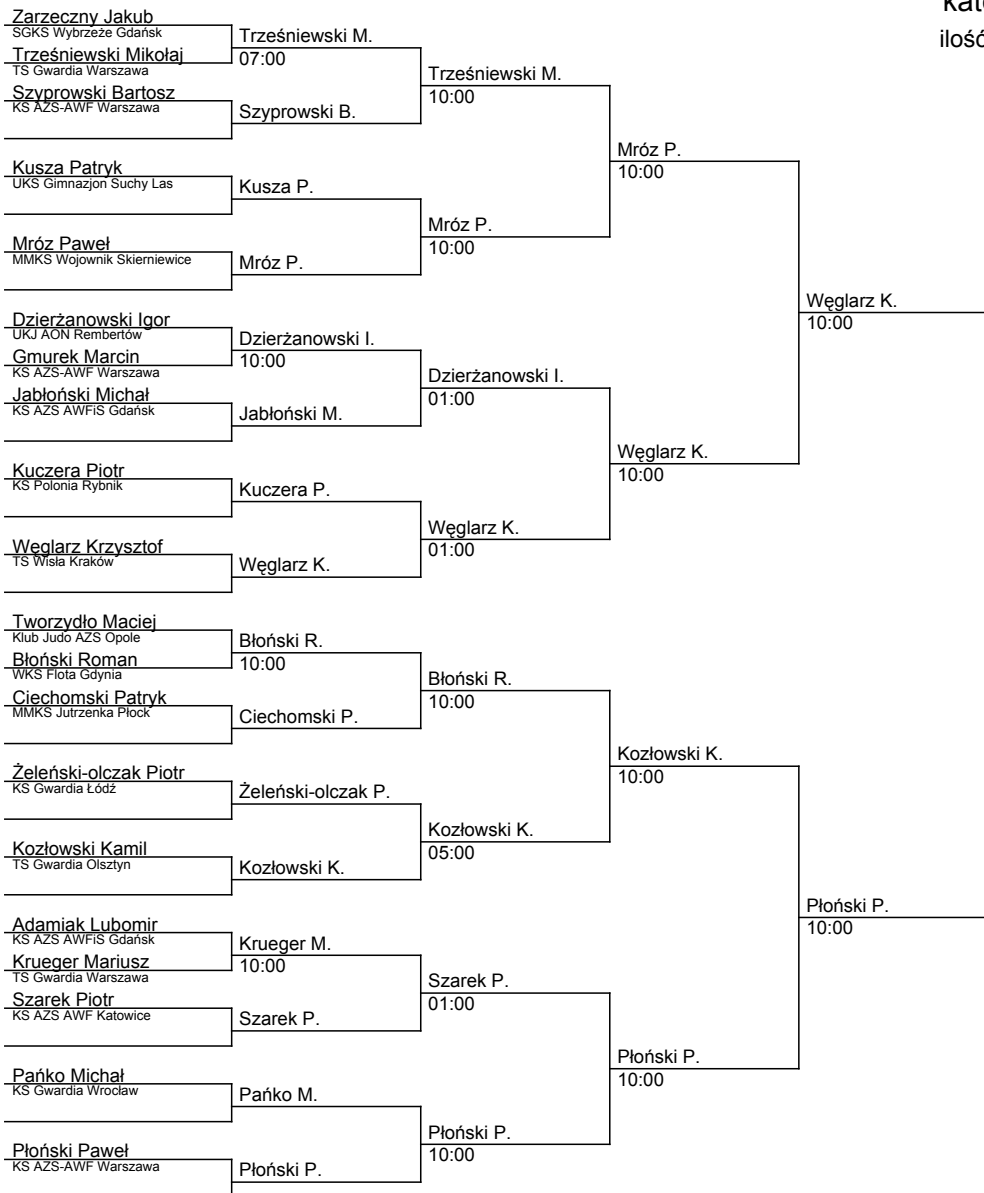 kat
ilość
Zarzeczny Jakub
SGKS Wybrzeże Gdańsk
Trześniewski Mikołaj
TS Gwardia Warszawa
Szyprowski Bartosz
KS AZS-AWF Warszawa
Kusza Patryk
UKS Gimnazjon Suchy Las
Mróz Paweł
MMKS Wojownik Skierniewice
Dzierżanowski Igor
UKJ AON Rembertów
Gmurek Marcin
KS AZS-AWF Warszawa
Jabłoński Michał
KS AZS AWFiS Gdańsk
Kuczera Piotr
KS Polonia Rybnik
Węglarz Krzysztof
TS Wisła Kraków
Tworzydło Maciej
Klub Judo AZS Opole
Błoński Roman
WKS Flota Gdynia
Ciechomski Patryk
MMKS Jutrzenka Płock
Żeleński-olczak Piotr
KS Gwardia Łódź
Kozłowski Kamil
TS Gwardia Olsztyn
Adamiak Lubomir
KS AZS AWFiS Gdańsk
Krueger Mariusz
TS Gwardia Warszawa
Szarek Piotr
KS AZS AWF Katowice
Pańko Michał
KS Gwardia Wrocław
Płoński Paweł
KS AZS-AWF Warszawa
Trześniewski M.
07:00
Szyprowski B.
Kusza P.
Mróz P.
Dzierżanowski I.
10:00
Jabłoński M.
Kuczera P.
Węglarz K.
Błoński R.
10:00
Ciechomski P.
Żeleński-olczak P.
Kozłowski K.
Krueger M.
10:00
Szarek P.
Pańko M.
Płoński P.
Trześniewski M.
10:00
Mróz P.
10:00
Dzierżanowski I.
01:00
Węglarz K.
01:00
Błoński R.
10:00
Kozłowski K.
05:00
Szarek P.
01:00
Płoński P.
10:00
Mróz P.
10:00
Węglarz K.
10:00
Kozłowski K.
10:00
Płoński P.
10:00
Węglarz K.
10:00
Płoński P.
10:00